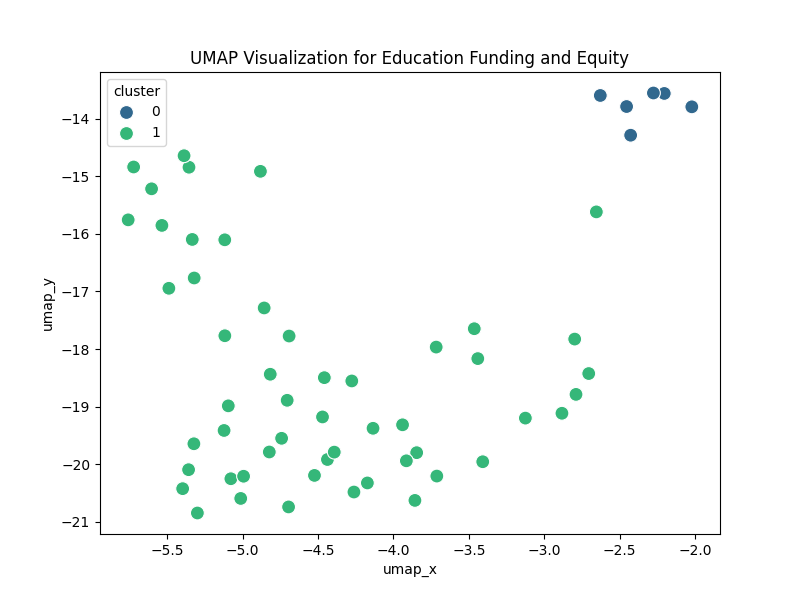 UMAP Visualization for Education Funding and Equity
cluster
0
1
−14
−15
−16
−17
−18
−19
−20
−21
umap_y
−5.5 −5.0 −4.5 −4.0 −3.5 −3.0 −2.5 −2.0
umap_x